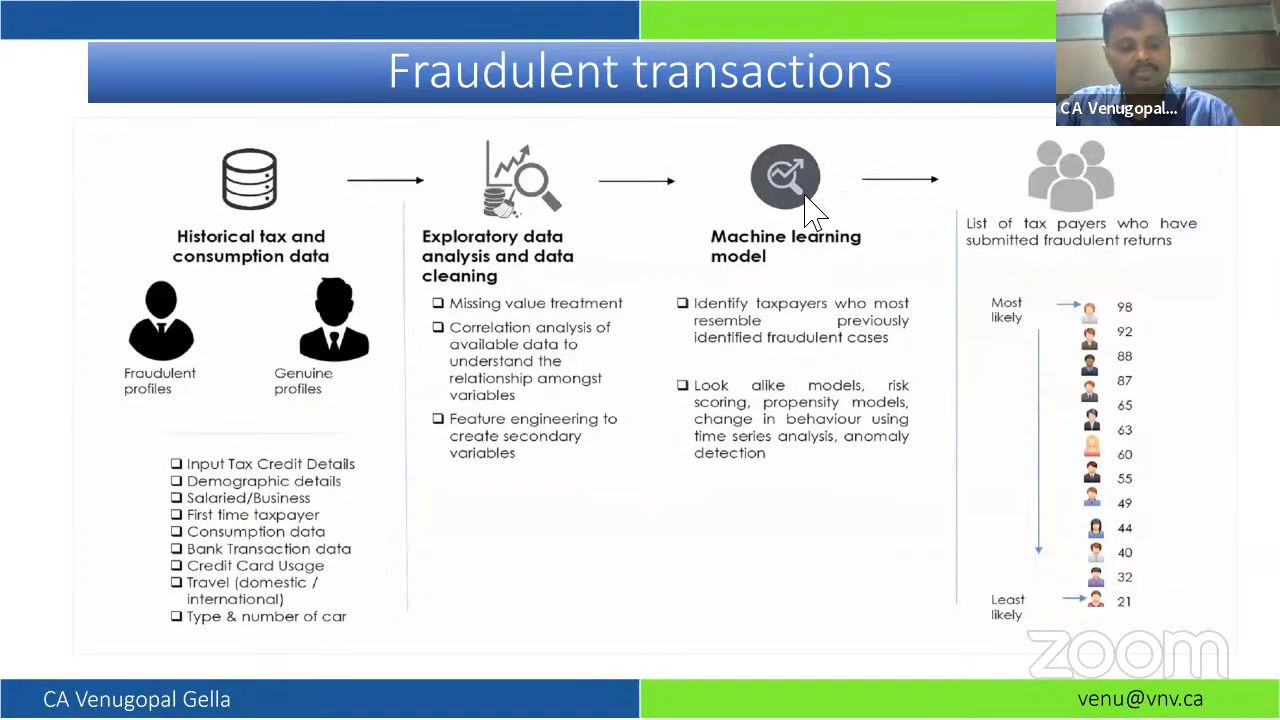 Fraudulent transactions
CA Venugopal...
Historical tax and
consumption data
Fraudulent
profiles
Genuine
profiles
❑ Input Tax Credit Details
❑ Demographic details
❑ Salaried/Business
❑ First time taxpayer
❑ Consumption data
❑ Bank Transaction data
❑ Credit Card Usage
❑ Travel (domestic /
international)
❑ Type & number of car
Exploratory data
analysis and data
cleaning
❑ Missing value treatment
❑ Correlation analysis of
available data to
understand the
relationship amongst
variables
❑ Feature engineering to
create secondary
variables
Machine learning
model
❑ Identify taxpayers who most
resemble previously
identified fraudulent cases
❑ Look alike models, risk
scoring, propensity models,
change in behaviour using
time series analysis, anomaly
detection
List of tax payers who have
submitted fraudulent returns
Most
likely
98
92
88
87
65
63
60
55
49
44
40
32
Least
likely
21
zoom
CA Venugopal Gella
venu@vnv.ca